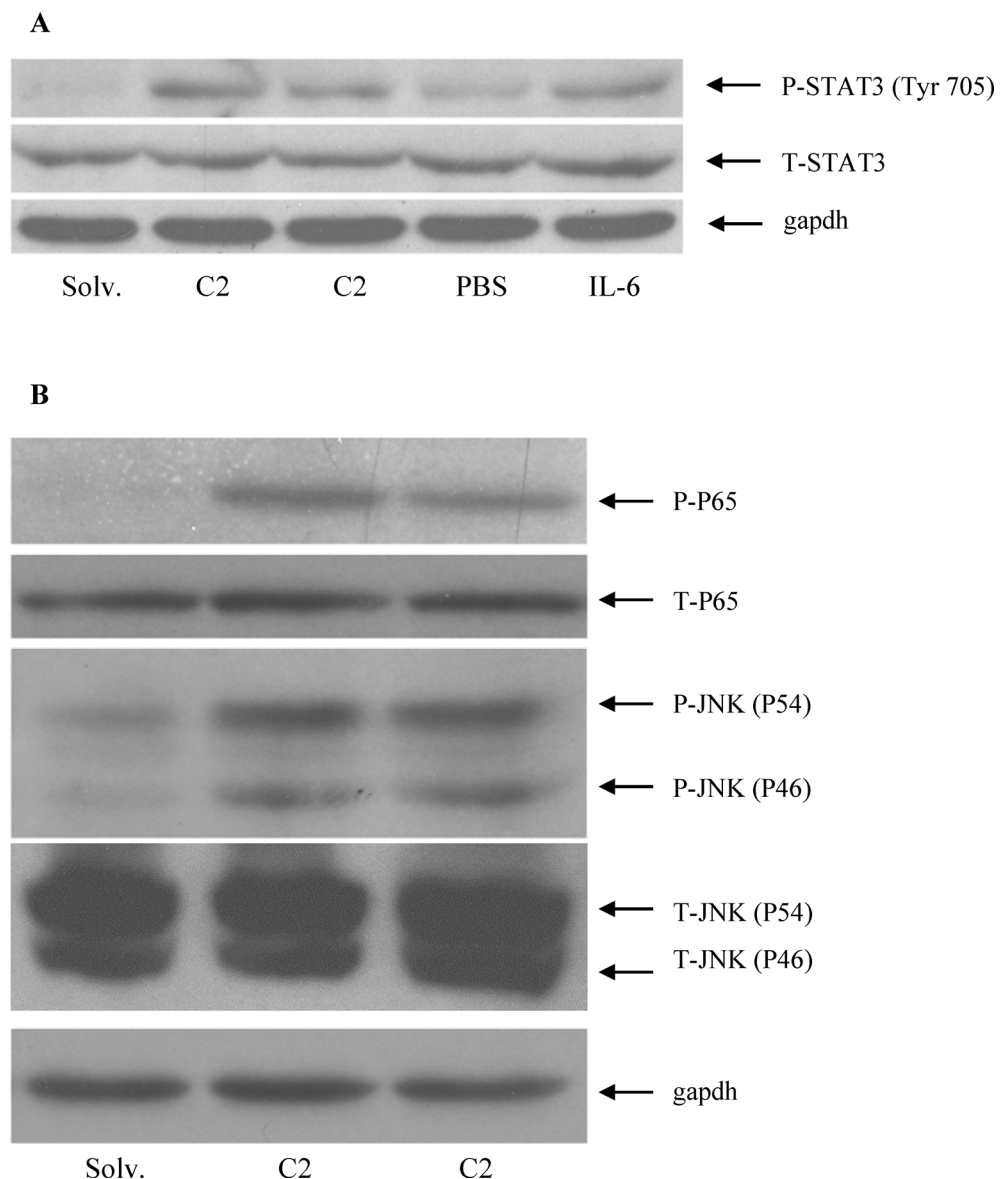 A
P-STAT3 (Tyr 705)
T-STAT3
gapdh
Solv. C2 C2 PBS IL-6
B
P-P65
T-P65
P-JNK (P54)
P-JNK (P46)
T-JNK (P54)
T-JNK (P46)
gapdh
Solv. C2 C2